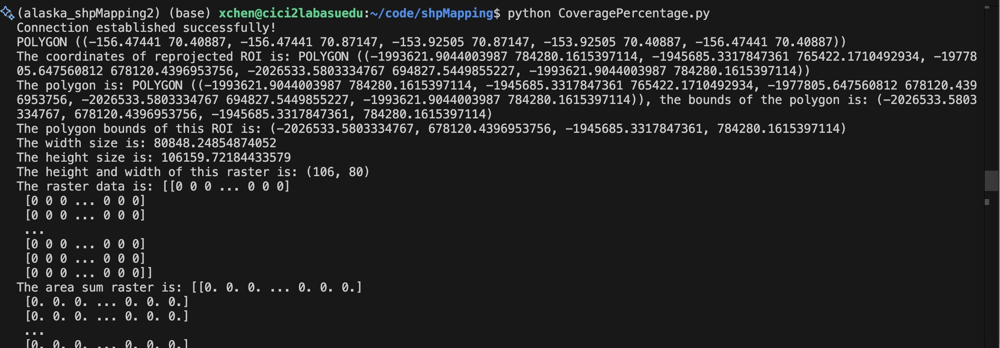 (alaska_shpMapping2) (base) xchen@cici2labasuedu:~/code/shpMapping$ python CoveragePercentage.py
Connection established successfully!
POLYGON ((-156.47441 70.40887, -156.47441 70.87147, -153.92505 70.87147, -153.92505 70.40887, -156.47441 70.40887))
The coordinates of reprojected ROI is: POLYGON ((-1993621.9044003987 784280.1615397114, -1945685.3317847361 765422.1710492934, -19778
05.647560812 678120.4396953756, -2026533.5803334767 694827.5449855227, -1993621.9044003987 784280.1615397114))
The polygon is: POLYGON ((-1993621.9044003987 784280.1615397114, -1945685.3317847361 765422.1710492934, -1977805.647560812 678120.439
6953756, -2026533.5803334767 694827.5449855227, -1993621.9044003987 784280.1615397114)), the bounds of the polygon is: (-2026533.5803
334767, 678120.4396953756, -1945685.3317847361, 784280.1615397114)
The polygon bounds of this ROI is: (-2026533.5803334767, 678120.4396953756, -1945685.3317847361, 784280.1615397114)
The width size is: 80848.24854874052
The height size is: 106159.72184433579
The height and width of this raster is: (106, 80)
The raster data is: [[0 0 0 ... 0 0 0]
[0 0 0 ... 0 0 0]
[0 0 0 ... 0 0 0]
...
[0 0 0 ... 0 0 0]
[0 0 0 ... 0 0 0]
[0 0 0 ... 0 0 0]]
The area sum raster is: [[0. 0. 0. ... 0. 0. 0.]
[0. 0. 0. ... 0. 0. 0.]
[0. 0. 0. ... 0. 0. 0.]
...
[0. 0. 0. ... 0. 0. 0.]